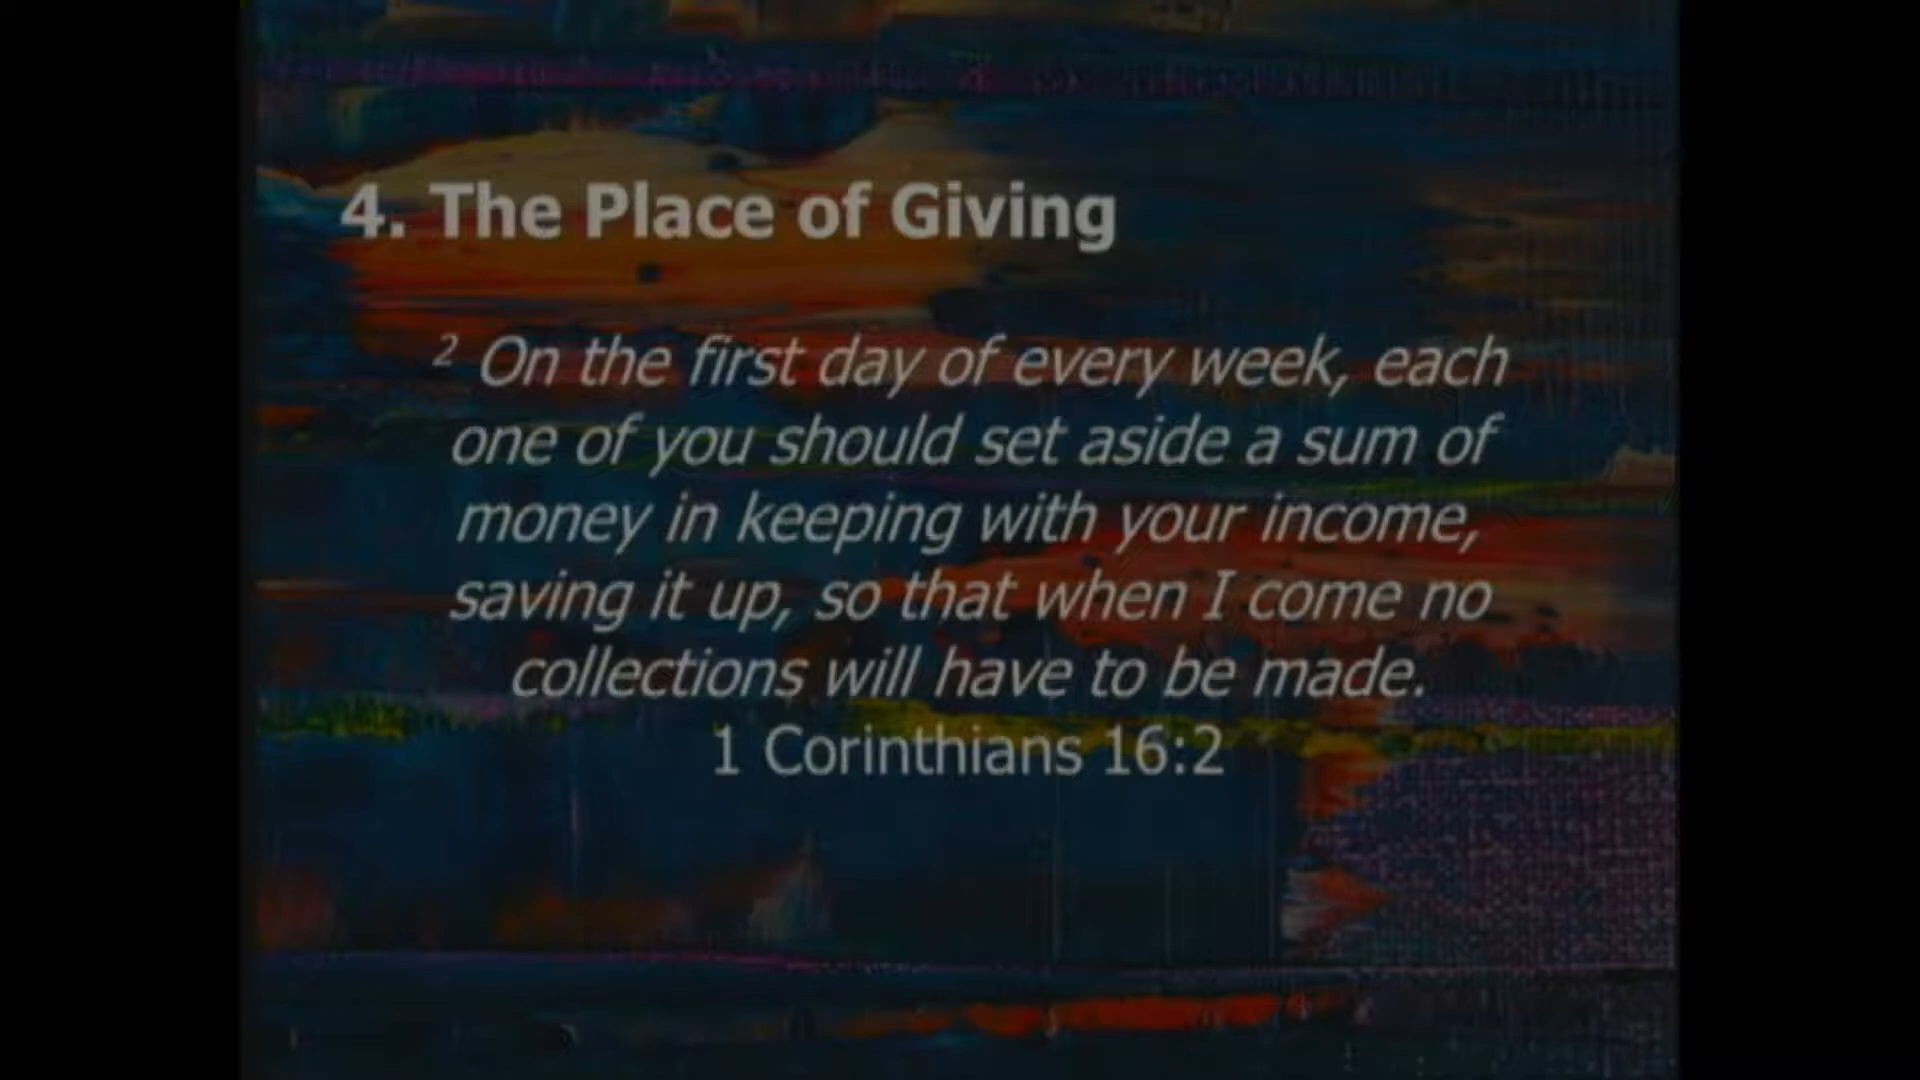 4. The Place of Giving
2 On the first day of every week, each
one of you should set aside a sum of
money in keeping with your income,
saving it up, so that when I come no
collections will have to be made.
1 Corinthians 16:2